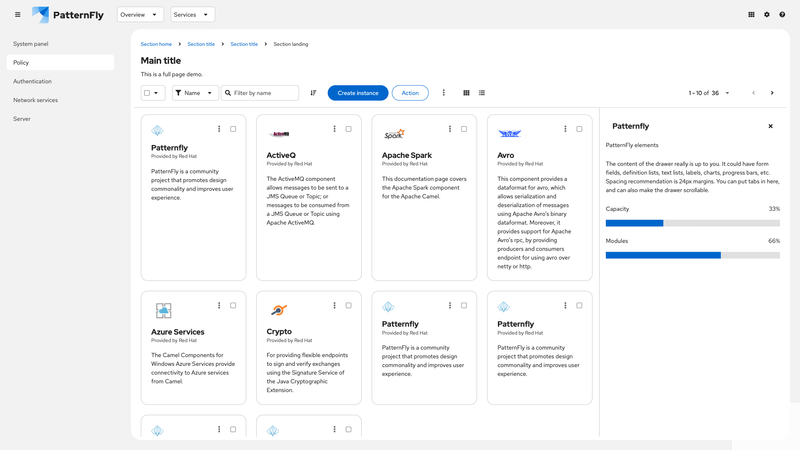 PatternFly
Overview
Services
System panel
Policy
Authentication
Network services
Server
Section home
Section title
Section title
Section landing
Main title
This is a full page demo.
Name
Filter by name
Create instance
Action
1 - 10 of 36
Patternfly
Provided by Red Hat
PatternFly is a community
project that promotes design
commonality and improves user
experience.
ActiveMQ
ActiveQ
Provided by Red Hat
The ActiveMQ component
allows messages to be sent to a
JMS Queue or Topic; or
messages to be consumed from
a JMS Queue or Topic using
Apache ActiveMQ.
Spark
Apache Spark
Provided by Red Hat
This documentation page covers
the Apache Spark component
for the Apache Camel.
Avro
Provided by Red Hat
This component provides a
dataformat for avro, which
allows serialization and
deserialization of messages
using Apache Avro's binary
dataformat. Moreover, it
provides support for Apache
Avro's rpc, by providing
producers and consumers
endpoint for using avro over
netty or http.
Azure Services
Provided by Red Hat
The Camel Components for
Windows Azure Services provide
connectivity to Azure services
from Camel.
Crypto
Provided by Red Hat
For providing flexible endpoints
to sign and verify exchanges
using the Signature Service of
the Java Cryptographic
Extension.
Patternfly
Provided by Red Hat
PatternFly is a community
project that promotes design
commonality and improves user
experience.
Patternfly
Provided by Red Hat
PatternFly is a community
project that promotes design
commonality and improves user
experience.
Patternfly
PatternFly elements
The content of the drawer really is up to you. It could have form
fields, definition lists, text lists, labels, charts, progress bars, etc.
Spacing recommendation is 24px margins. You can put tabs in here,
and can also make the drawer scrollable.
Capacity
33%
Modules
66%